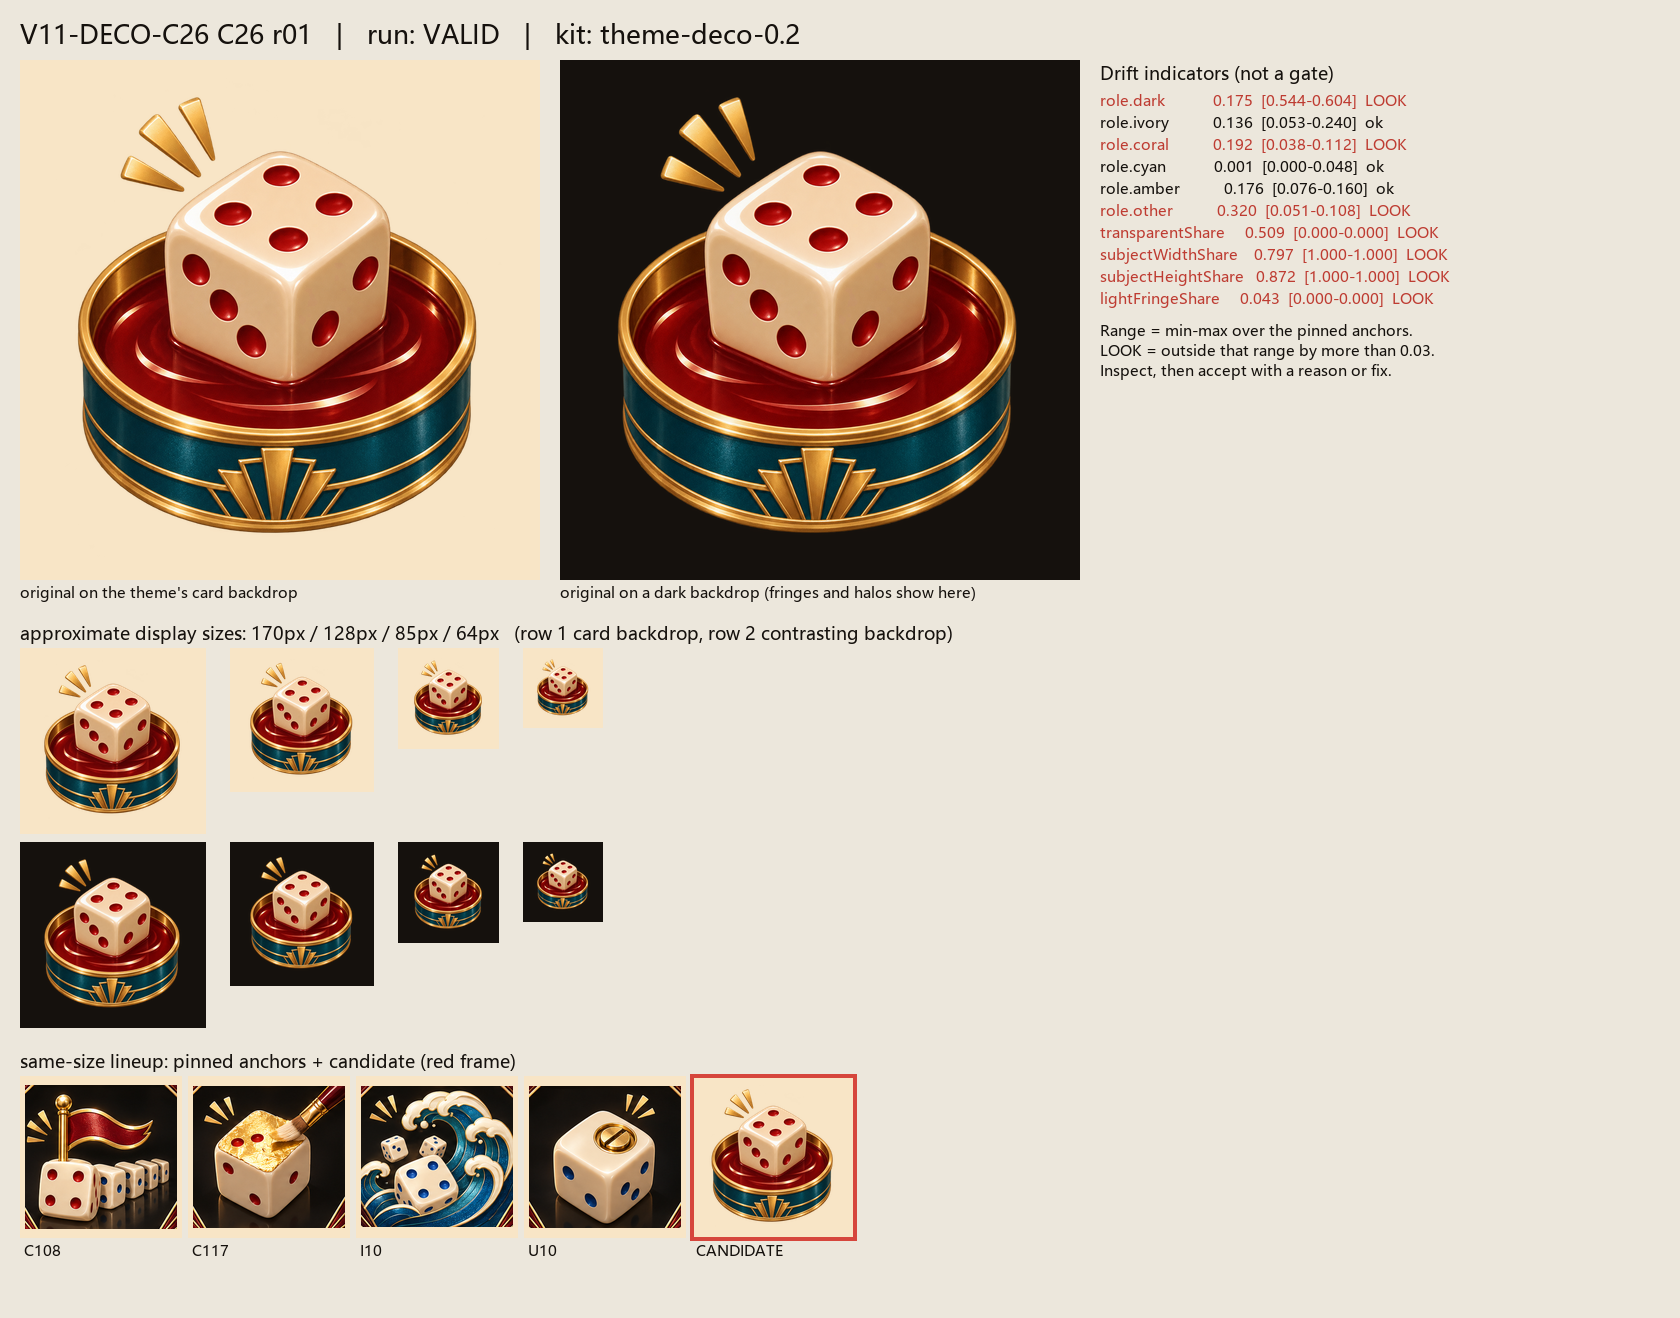 V11-DECO-C26 C26 r01 | run: VALID | kit: theme-deco-0.2
Drift indicators (not a gate)
role.dark 0.175 [0.544-0.604] LOOK
role.ivory 0.136 [0.053-0.240] ok
role.coral 0.192 [0.038-0.112] LOOK
role.cyan 0.001 [0.000-0.048] ok
role.amber 0.176 [0.076-0.160] ok
role.other 0.320 [0.051-0.108] LOOK
transparentShare 0.509 [0.000-0.000] LOOK
subjectWidthShare 0.797 [1.000-1.000] LOOK
subjectHeightShare 0.872 [1.000-1.000] LOOK
lightFringeShare 0.043 [0.000-0.000] LOOK
Range = min-max over the pinned anchors.
LOOK = outside that range by more than 0.03.
Inspect, then accept with a reason or fix.
original on the theme's card backdrop
original on a dark backdrop (fringes and halos show here)
approximate display sizes: 170px / 128px / 85px / 64px (row 1 card backdrop, row 2 contrasting backdrop)
same-size lineup: pinned anchors + candidate (red frame)
C108
C117
I10
U10
CANDIDATE